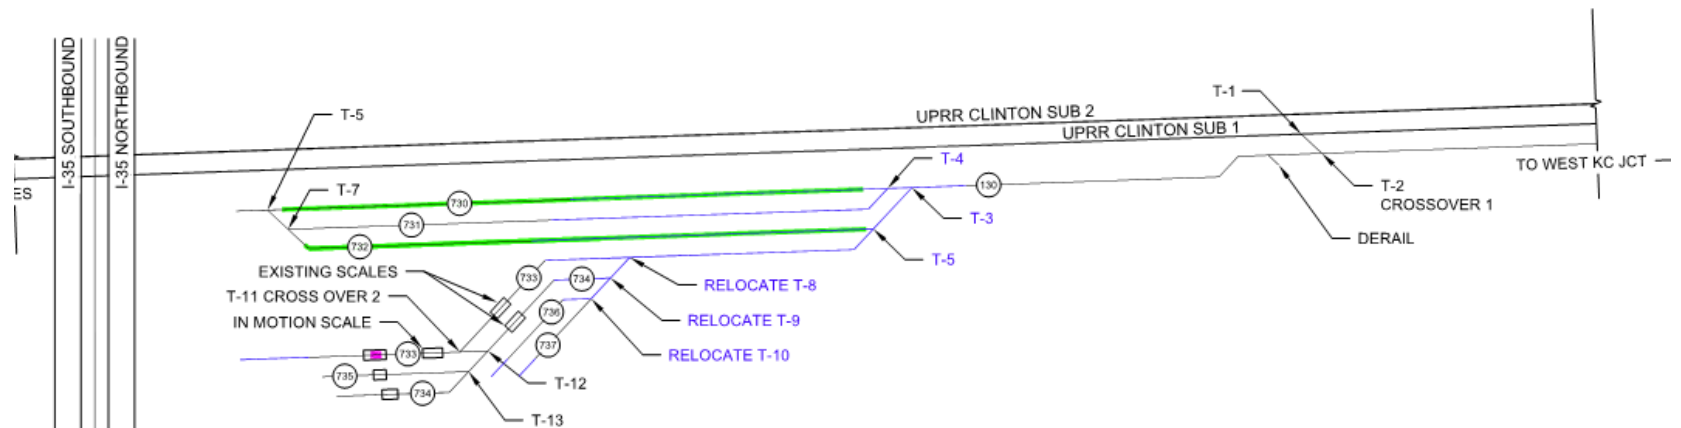 I-35 SOUTHBOUND
I-35 NORTHBOUND
ES
T-5
T-7
UPRR CLINTON SUB 2
UPRR CLINTON SUB 1
T-1
TO WEST KC JCT
T-2
CROSSOVER 1
DERAIL
T-4
130
T-3
T-5
730
731
732
EXISTING SCALES
733
734
T-11 CROSS OVER 2
IN MOTION SCALE
736
737
RELOCATE T-8
RELOCATE T-9
RELOCATE T-10
733
735
734
T-12
T-13